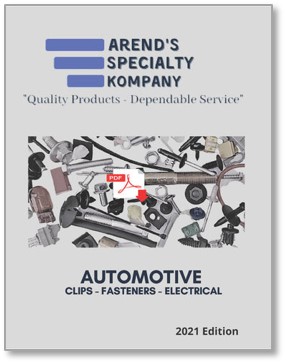 AREND'S
SPECIALTY
KOMPANY
"Quality Products - Dependable Service"
PDF
AUTOMOTIVE
CLIPS - FASTENERS - ELECTRICAL
2021 Edition